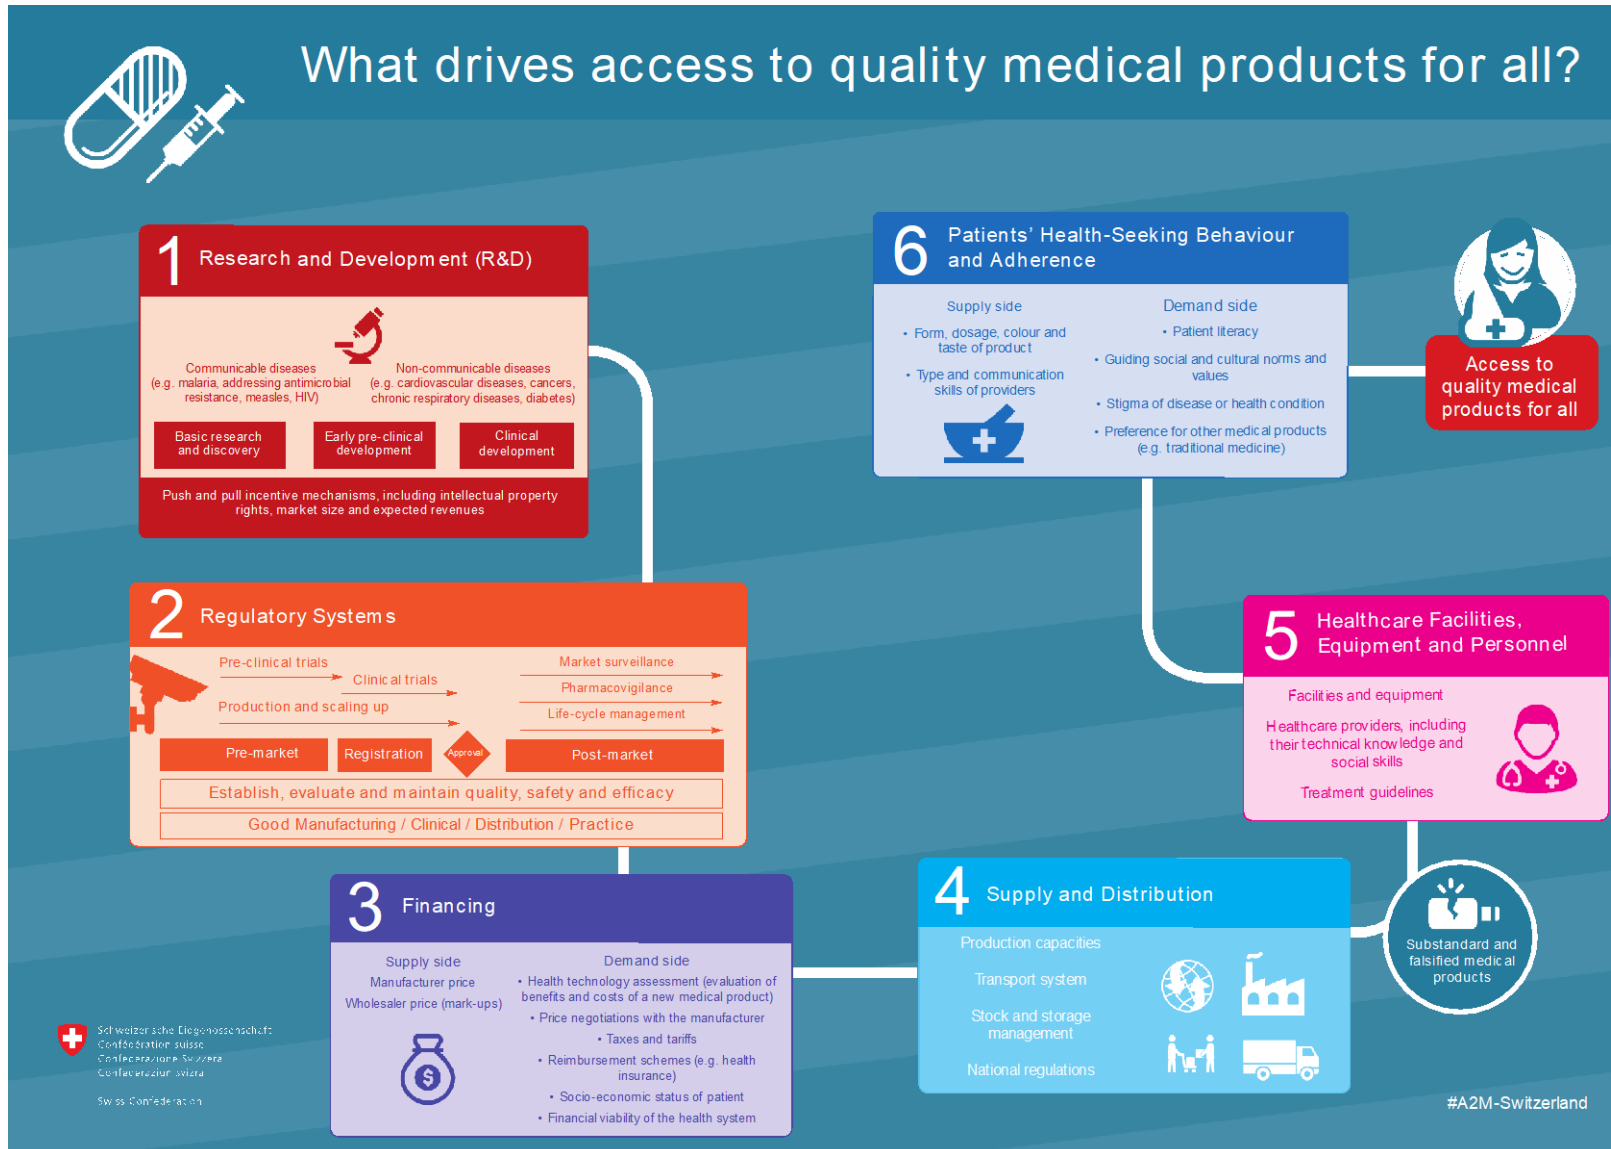 What drives access to quality medical products for all?
1
Research and Development (R&D)
Communicable diseases
(e.g. malaria, addressing antimicrobial
resistance, measles, HIV)
Non-communicable diseases
(e.g. cardiovascular diseases, cancers,
chronic respiratory diseases, diabetes)
Basic research
and discovery
Early pre-clinical
development
Clinical
development
Push and pull incentive mechanisms, including intellectual property
rights, market size and expected revenues
2
Regulatory Systems
Pre-clinical trials
Clinical trials
Production and scaling up
Market surveillance
Pharmacovigilance
Life-cycle management
Pre-market
Registration
Approval
Post-market
Establish, evaluate and maintain quality, safety and efficacy
Good Manufacturing / Clinical / Distribution / Practice
3
Financing
Supply side
Manufacturer price
Wholesaler price (mark-ups)
$
Demand side
• Health technology assessment (evaluation of
benefits and costs of a new medical product)
• Price negotiations with the manufacturer
• Taxes and tariffs
• Reimbursement schemes (e.g. health
insurance)
• Socio-economic status of patient
• Financial viability of the health system
4
Supply and Distribution
Production capacities
Transport system
Stock and storage
management
National regulations
Substandard and
falsified medical
products
5
Healthcare Facilities,
Equipment and Personnel
Facilities and equipment
Healthcare providers, including
their technical knowledge and
social skills
Treatment guidelines
6
Patients' Health-Seeking Behaviour
and Adherence
Supply side
• Form, dosage, colour and
taste of product
• Type and communication
skills of providers
Demand side
• Patient literacy
• Guiding social and cultural norms and
values
• Stigma of disease or health condition
• Preference for other medical products
(e.g. traditional medicine)
Access to
quality medical
products for all
Schweizerische Eidgenossenschaft
Confédération suisse
Confederazione Svizzera
Confederaziun svizra
Swiss Confederation
#A2M-Switzerland